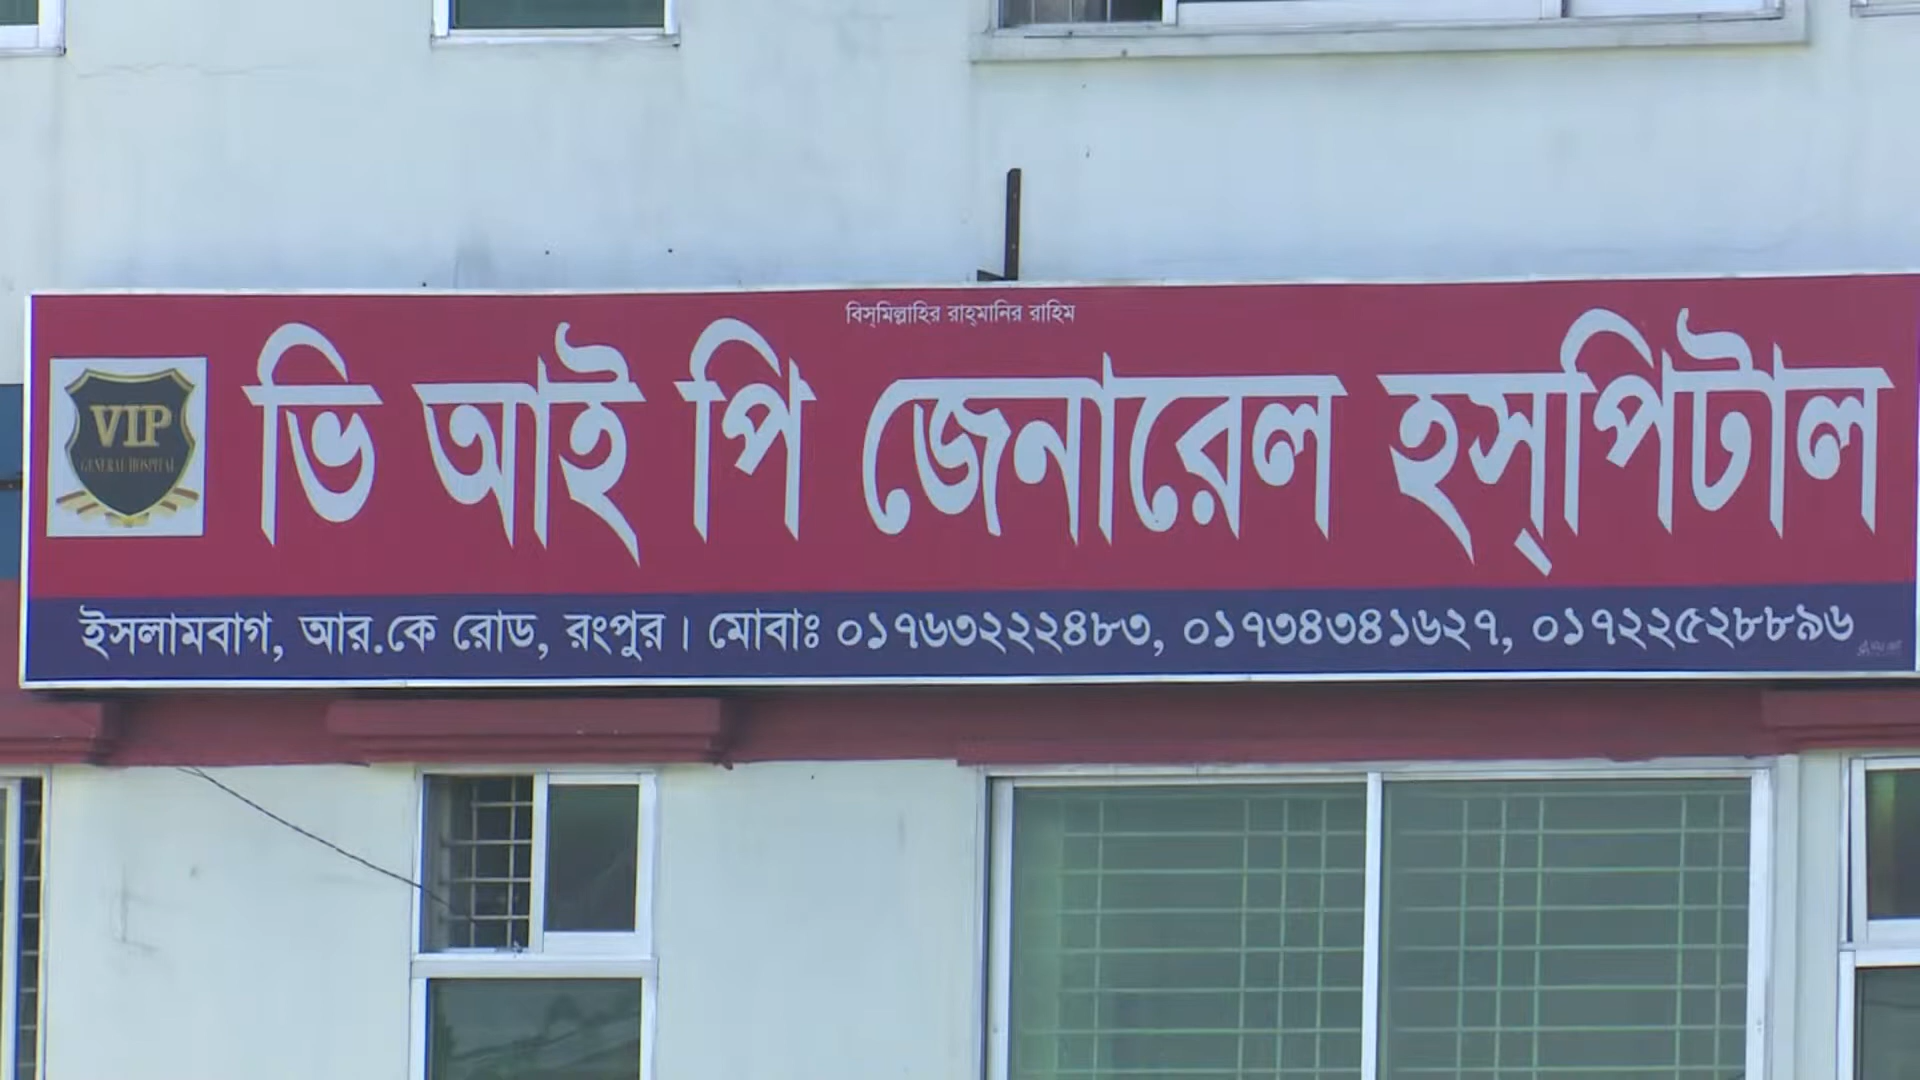 বিস্‌মিল্লাহির রাহ্‌মানির রাহিম
VIP
GENERAL HOSPITAL
ভি আই পি জেনারেল হস্‌পিটাল
ইসলামবাগ, আর.কে রোড, রংপুর। মোবাঃ ০১৭৬৩২২২৪৮৩, ০১৭৩৪৩৪১৬২৭, ০১৭২২৫২৮৮৯৬